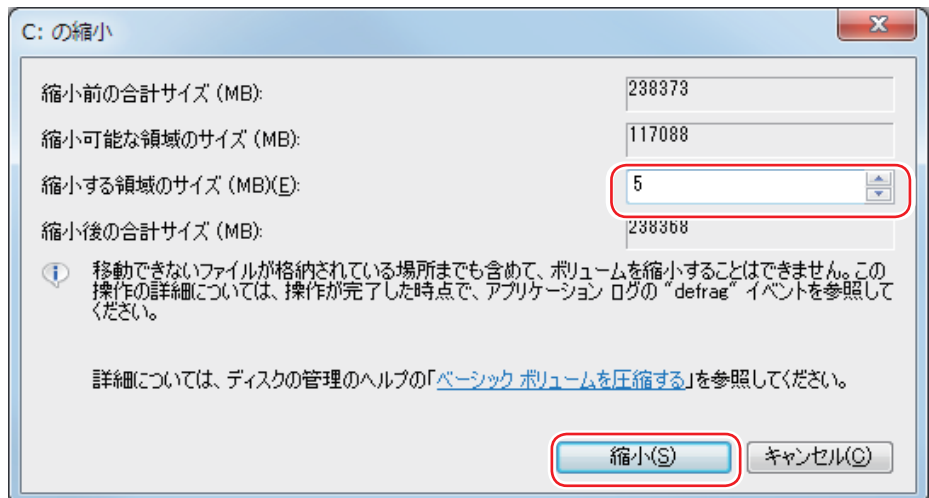 C: の縮小
縮小前の合計サイズ (MB): 238373
縮小可能な領域のサイズ (MB): 117088
縮小する領域のサイズ (MB)(E): 5
縮小後の合計サイズ (MB): 238368
移動できないファイルが格納されている場所までも含めて、ボリュームを縮小することはできません。この
操作の詳細については、操作が完了した時点で、アプリケーション ログの "defrag" イベントを参照して
ください。
詳細については、ディスクの管理のヘルプの「ベーシック ボリュームを圧縮する」を参照してください。
縮小(S) キャンセル(C)